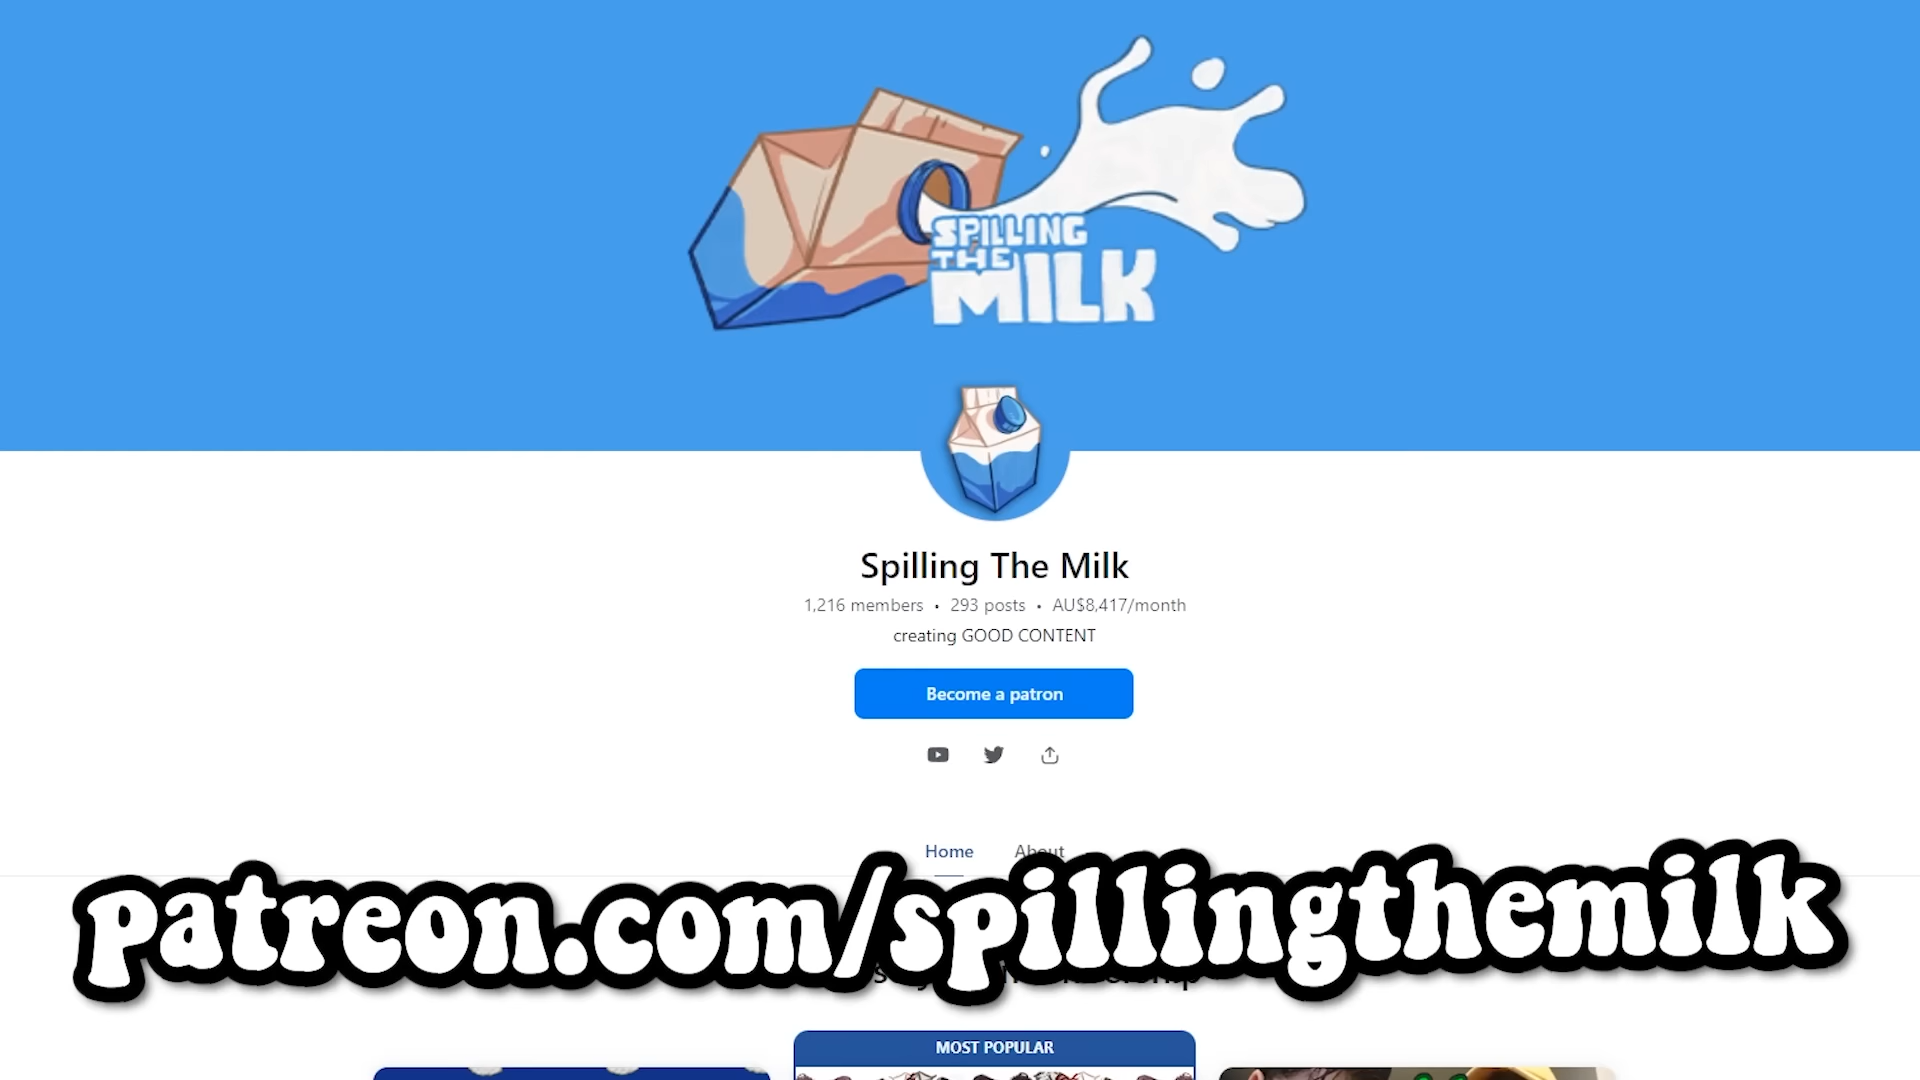 SPILLING
THE
MILK
Spilling The Milk
1,216 members • 293 posts • AU$8,417/month
creating GOOD CONTENT
Become a patron
Home About
patreon.com/spillingthemilk
MOST POPULAR